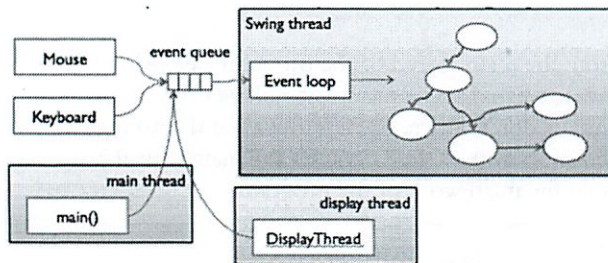 Swing thread
event queue
Mouse
Event loop
Keyboard
main thread
main()
display thread
DisplayThread